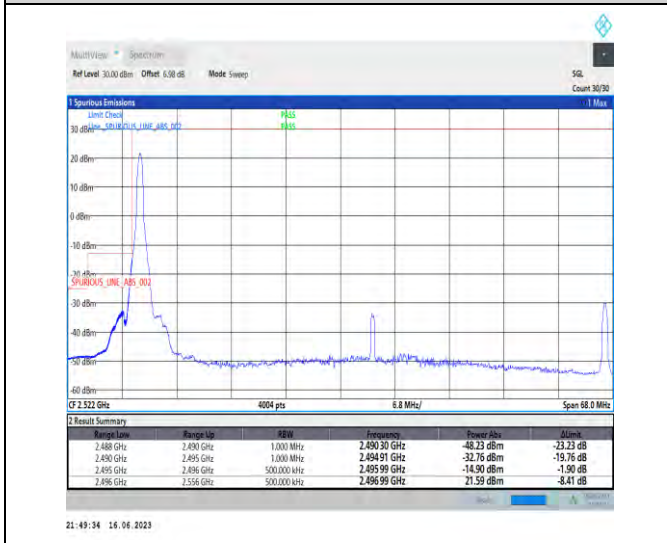 MultiView Spectrum
Ref Level 30.00 dBm Offset 6.98 dB Mode Sweep SGL
Count 30/30
1 Spurious Emissions 1 Max
Limit Check PASS
Line _SPURIOUS_LINE_ABS_002 PASS
30 dBm
20 dBm
10 dBm
0 dBm
-10 dBm
-20 dBm
_SPURIOUS_LINE_ABS_002
-30 dBm
-40 dBm
-50 dBm
-60 dBm
CF 2.522 GHz 4004 pts 6.8 MHz/ Span 68.0 MHz
2 Result Summary
Range Low Range Up RBW Frequency Power Abs ΔLimit
2.488 GHz 2.490 GHz 1.000 MHz 2.490 30 GHz -48.23 dBm -23.23 dB
2.490 GHz 2.495 GHz 1.000 MHz 2.494 91 GHz -32.76 dBm -19.76 dB
2.495 GHz 2.496 GHz 500.000 kHz 2.495 99 GHz -14.90 dBm -1.90 dB
2.496 GHz 2.556 GHz 500.000 kHz 2.496 99 GHz 21.59 dBm -8.41 dB
21:49:34 16.06.2023